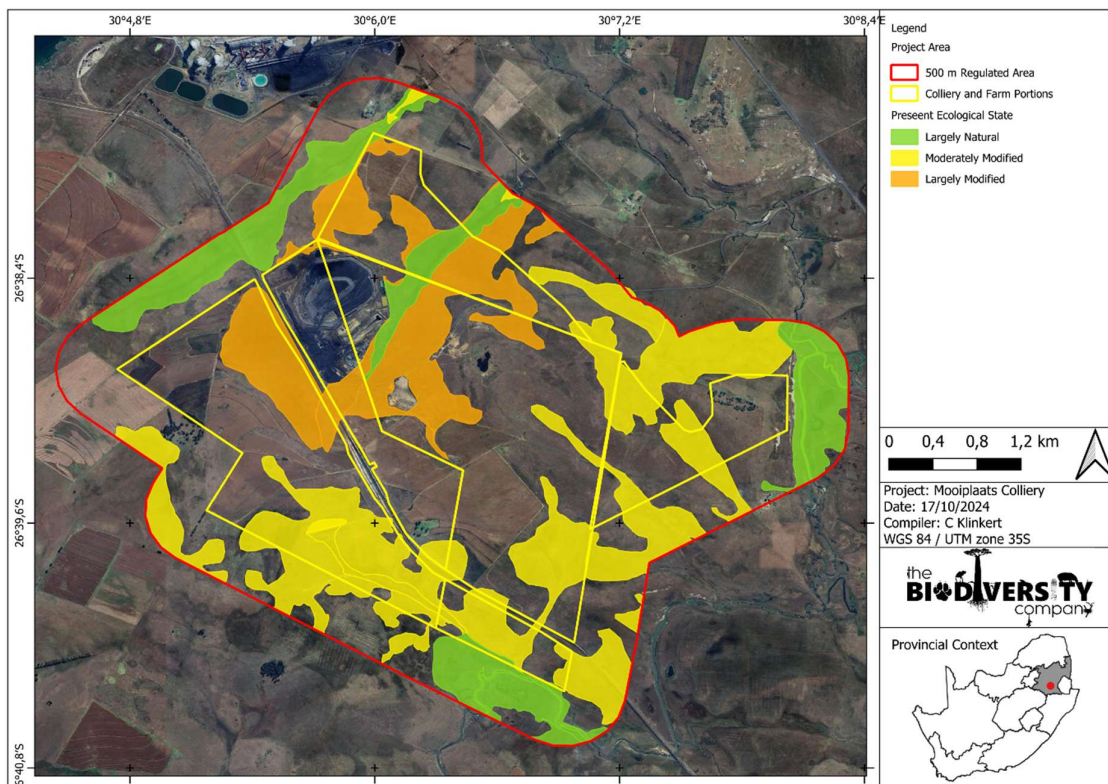 30°4,8'E 30°6,0'E 30°7,2'E 30°8,4'E
26°38,4'S
26°39,6'S
26°40,8'S
Legend
Project Area
500 m Regulated Area
Colliery and Farm Portions
Preseent Ecological State
Largely Natural
Moderately Modified
Largely Modified
0 0,4 0,8 1,2 km
Project: Mooiplaats Colliery
Date: 17/10/2024
Compiler: C Klinkert
WGS 84 / UTM zone 35S
the
BIODIVERSITY
company
Provincial Context